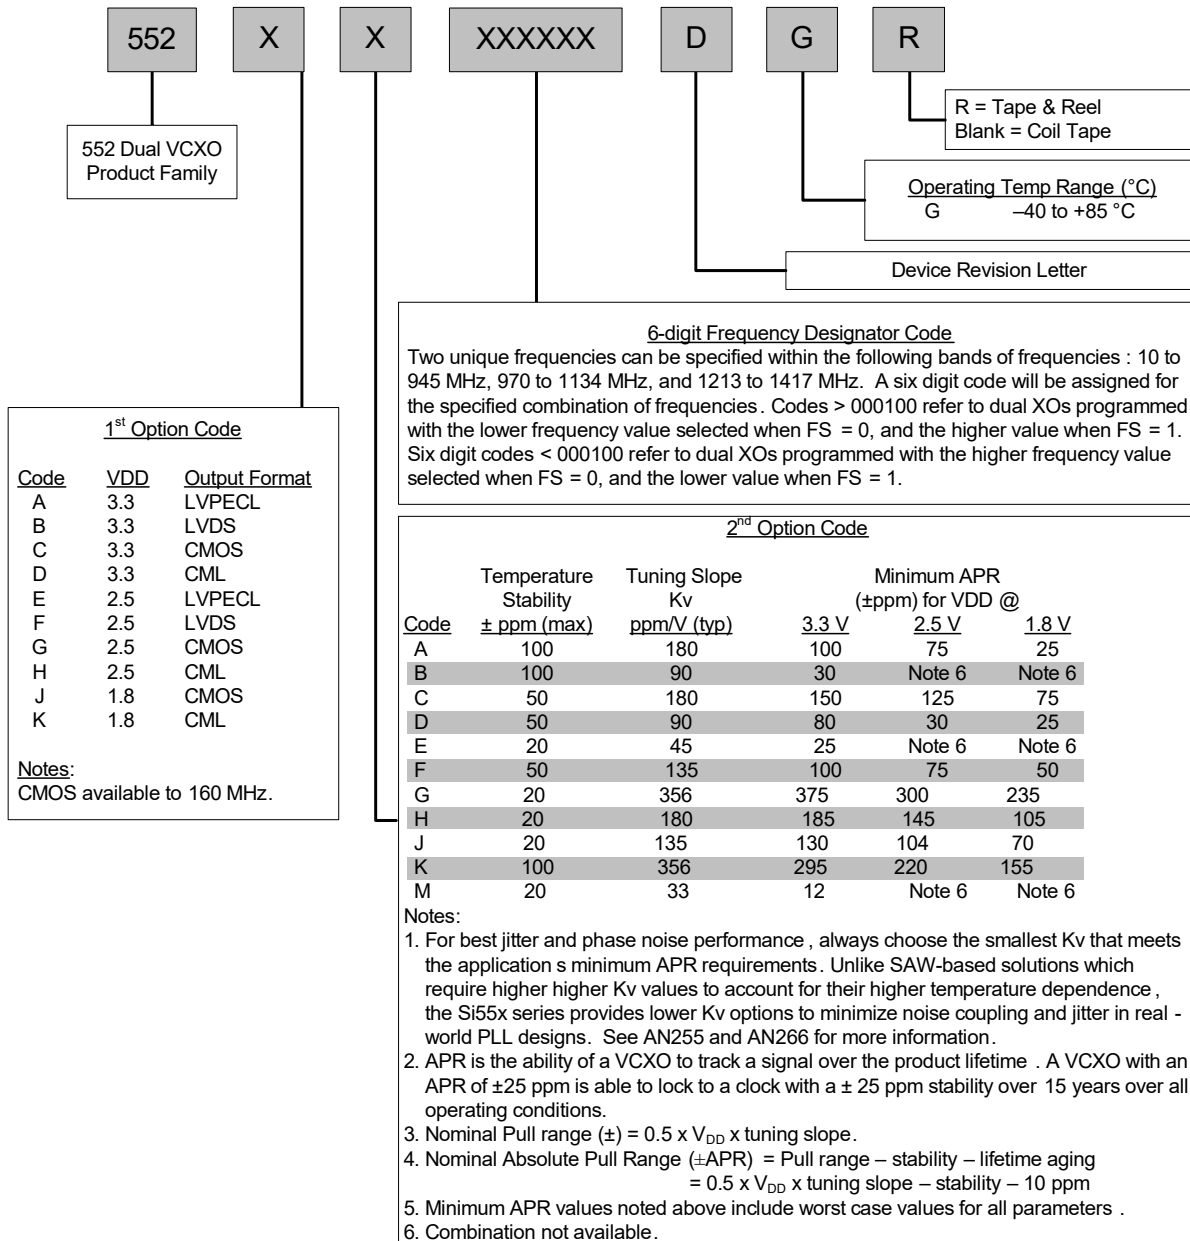 552 X X XXXXXX D G R
R = Tape & Reel
Blank = Coil Tape
552 Dual VCXO
Product Family
Operating Temp Range (°C)
G –40 to +85 °C
Device Revision Letter
6-digit Frequency Designator Code
Two unique frequencies can be specified within the following bands of frequencies : 10 to
945 MHz, 970 to 1134 MHz, and 1213 to 1417 MHz. A six digit code will be assigned for
the specified combination of frequencies. Codes > 000100 refer to dual XOs programmed
with the lower frequency value selected when FS = 0, and the higher value when FS = 1.
Six digit codes < 000100 refer to dual XOs programmed with the higher frequency value
selected when FS = 0, and the lower value when FS = 1.
1st Option Code
Code VDD Output Format
A 3.3 LVPECL
B 3.3 LVDS
C 3.3 CMOS
D 3.3 CML
E 2.5 LVPECL
F 2.5 LVDS
G 2.5 CMOS
H 2.5 CML
J 1.8 CMOS
K 1.8 CML
Notes:
CMOS available to 160 MHz.
2nd Option Code
Temperature Tuning Slope Minimum APR
Stability Kv (±ppm) for VDD @
Code ± ppm (max) ppm/V (typ) 3.3 V 2.5 V 1.8 V
A 100 180 100 75 25
B 100 90 30 Note 6 Note 6
C 50 180 150 125 75
D 50 90 80 30 25
E 20 45 25 Note 6 Note 6
F 50 135 100 75 50
G 20 356 375 300 235
H 20 180 185 145 105
J 20 135 130 104 70
K 100 356 295 220 155
M 20 33 12 Note 6 Note 6
Notes:
1. For best jitter and phase noise performance , always choose the smallest Kv that meets
the application s minimum APR requirements. Unlike SAW-based solutions which
require higher higher Kv values to account for their higher temperature dependence ,
the Si55x series provides lower Kv options to minimize noise coupling and jitter in real -
world PLL designs. See AN255 and AN266 for more information.
2. APR is the ability of a VCXO to track a signal over the product lifetime . A VCXO with an
APR of ±25 ppm is able to lock to a clock with a ± 25 ppm stability over 15 years over all
operating conditions.
3. Nominal Pull range (±) = 0.5 x VDD x tuning slope.
4. Nominal Absolute Pull Range (±APR) = Pull range – stability – lifetime aging
= 0.5 x VDD x tuning slope – stability – 10 ppm
5. Minimum APR values noted above include worst case values for all parameters .
6. Combination not available.